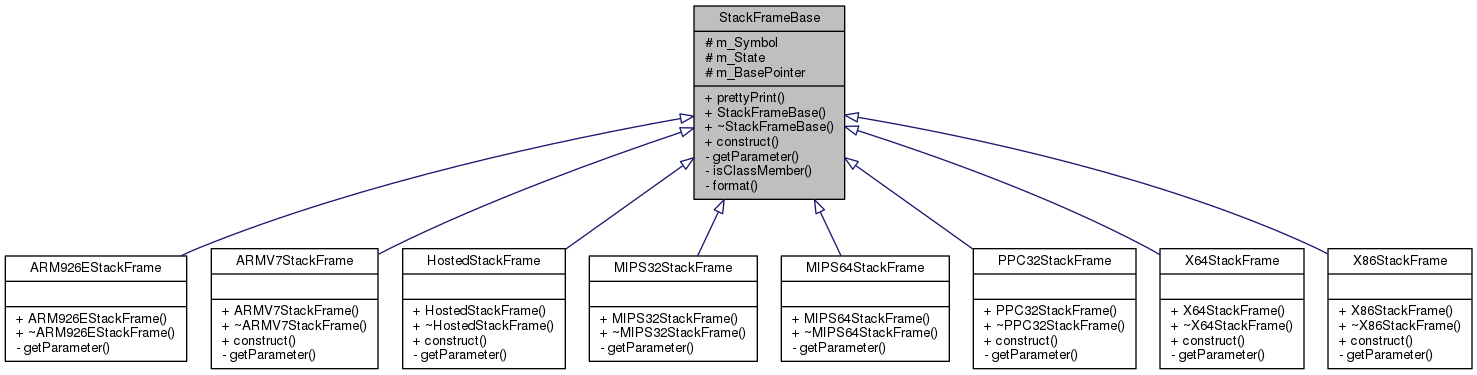 StackFrameBase
# m_Symbol
# m_State
# m_BasePointer
+ prettyPrint()
+ StackFrameBase()
+ ~StackFrameBase()
+ construct()
- getParameter()
- isClassMember()
- format()
ARM926EStackFrame
+ ARM926EStackFrame()
+ ~ARM926EStackFrame()
- getParameter()
ARMV7StackFrame
+ ARMV7StackFrame()
+ ~ARMV7StackFrame()
+ construct()
- getParameter()
HostedStackFrame
+ HostedStackFrame()
+ ~HostedStackFrame()
+ construct()
- getParameter()
MIPS32StackFrame
+ MIPS32StackFrame()
+ ~MIPS32StackFrame()
- getParameter()
MIPS64StackFrame
+ MIPS64StackFrame()
+ ~MIPS64StackFrame()
- getParameter()
PPC32StackFrame
+ PPC32StackFrame()
+ ~PPC32StackFrame()
+ construct()
- getParameter()
X64StackFrame
+ X64StackFrame()
+ ~X64StackFrame()
+ construct()
- getParameter()
X86StackFrame
+ X86StackFrame()
+ ~X86StackFrame()
+ construct()
- getParameter()